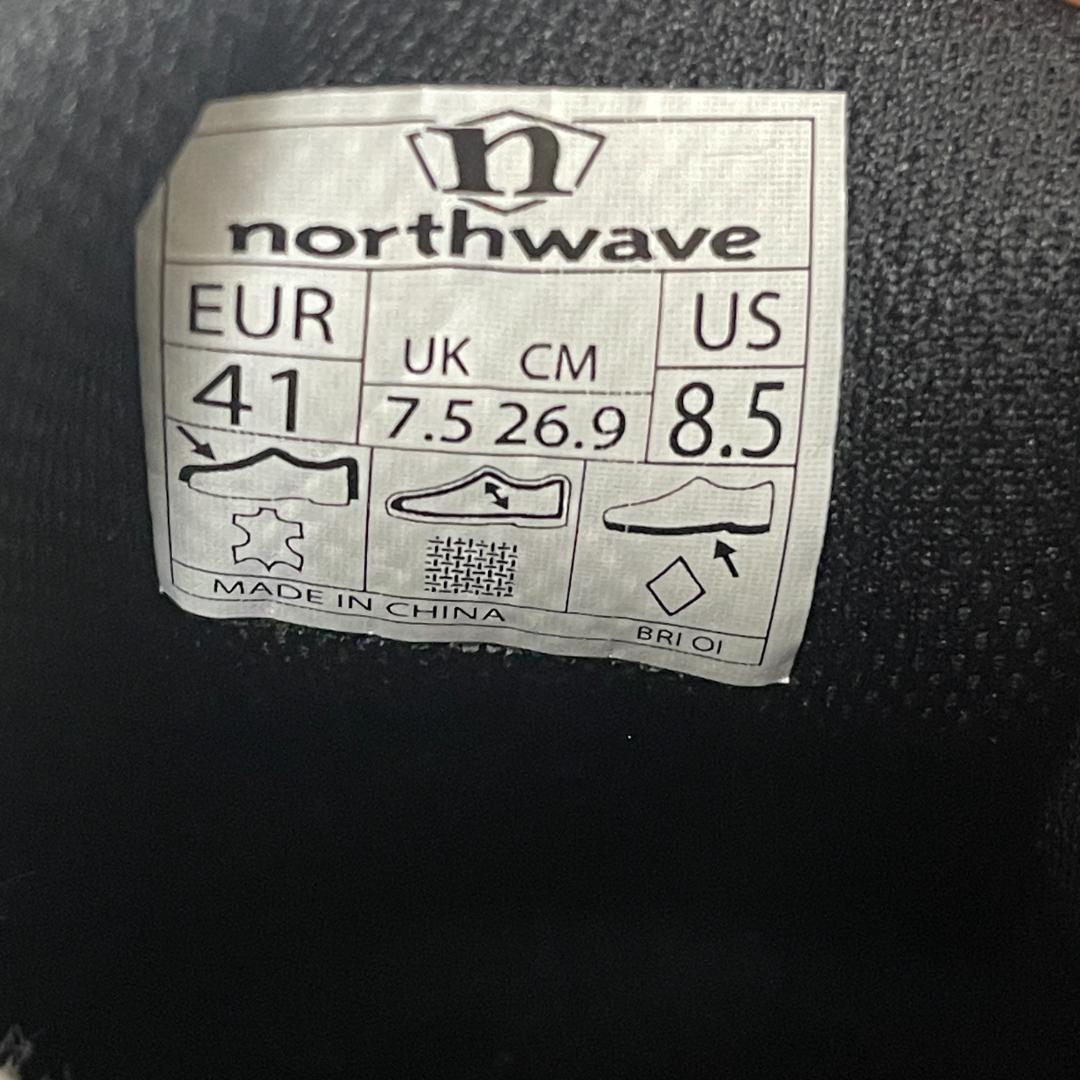 n
northwave
EUR UK CM US
41 7.5 26.9 8.5
MADE IN CHINA
BRI OI